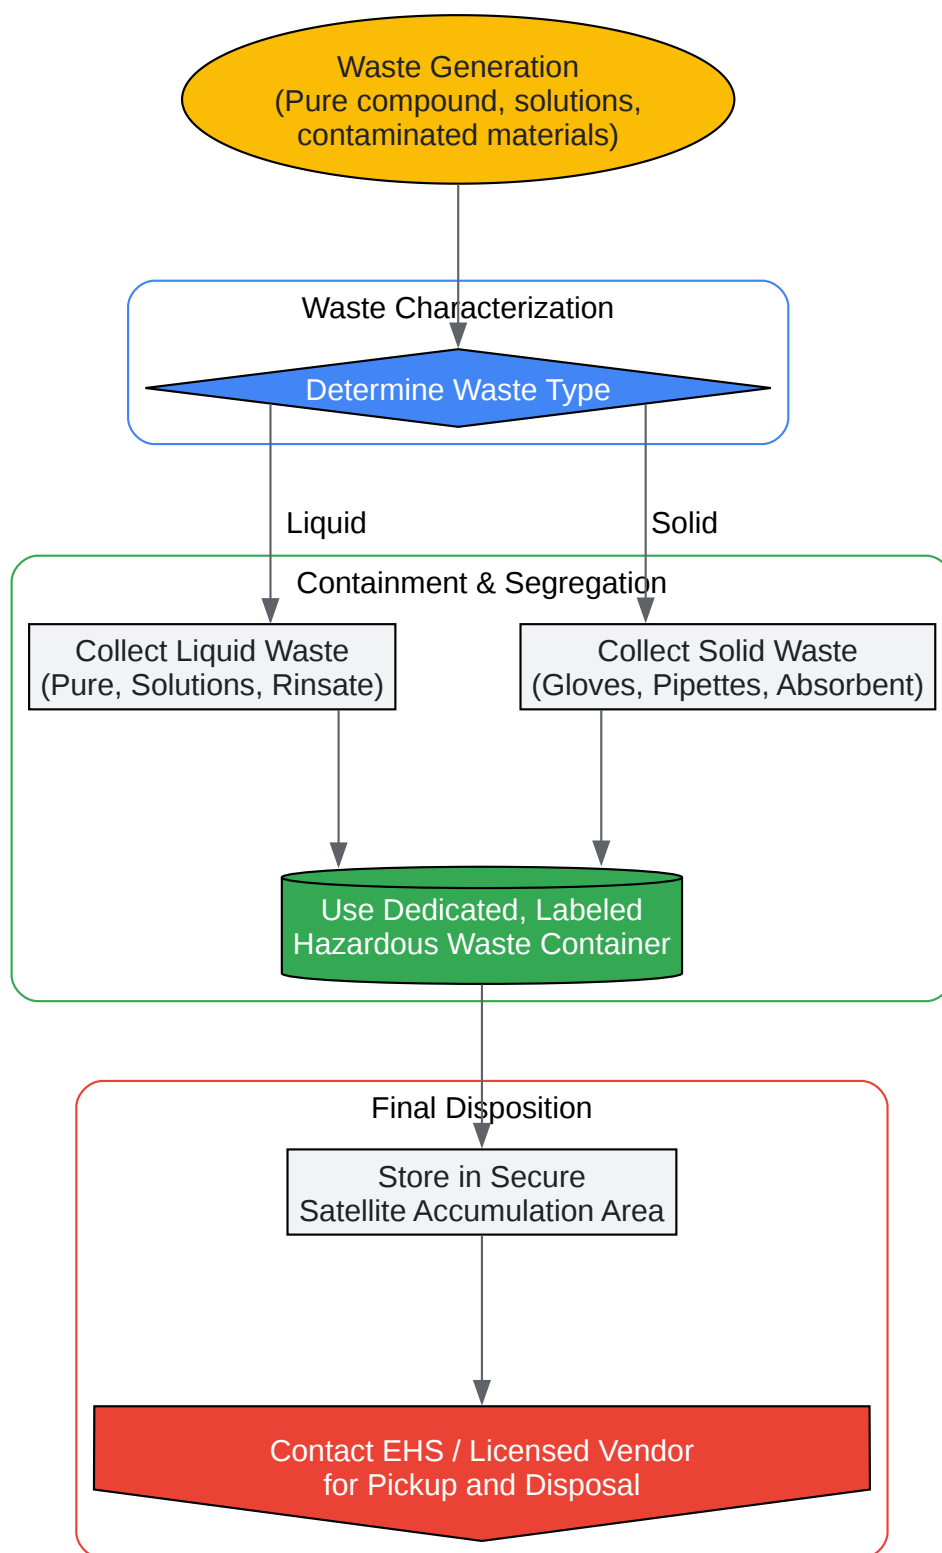 Waste Generation
(Pure compound, solutions,
contaminated materials)
Waste Characterization
Determine Waste Type
Liquid
Solid
Containment & Segregation
Collect Liquid Waste
(Pure, Solutions, Rinsate)
Collect Solid Waste
(Gloves, Pipettes, Absorbent)
Use Dedicated, Labeled
Hazardous Waste Container
Final Disposition
Store in Secure
Satellite Accumulation Area
Contact EHS / Licensed Vendor
for Pickup and Disposal